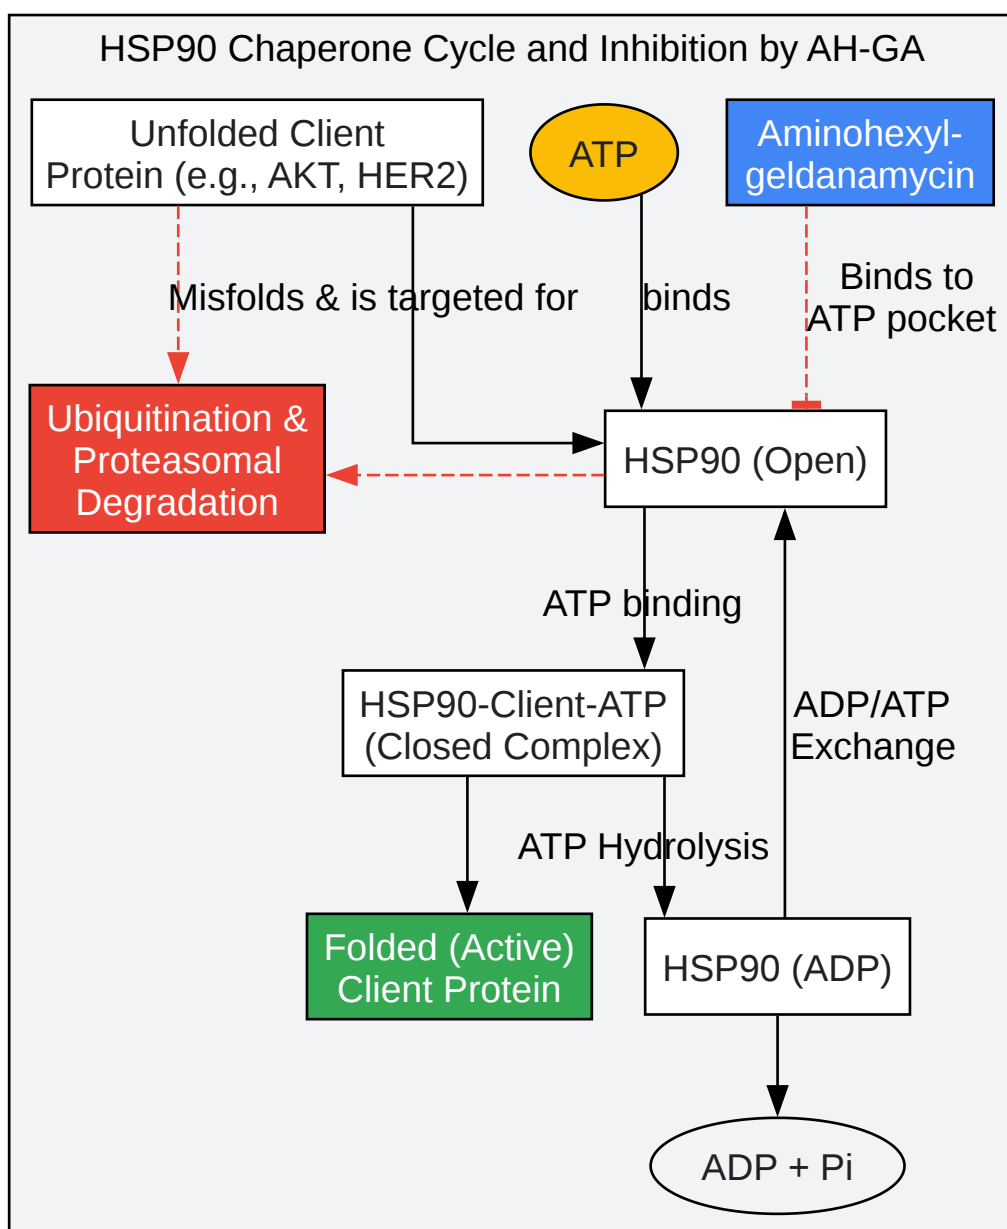 HSP90 Chaperone Cycle and Inhibition by AH-GA
Unfolded Client
Protein (e.g., AKT, HER2)
ATP
Aminohexyl-
geldanamycin
Misfolds & is targeted for
binds
Binds to
ATP pocket
Ubiquitination &
Proteasomal
Degradation
HSP90 (Open)
ATP binding
HSP90-Client-ATP
(Closed Complex)
ADP/ATP
Exchange
ATP Hydrolysis
Folded (Active)
Client Protein
HSP90 (ADP)
ADP + Pi